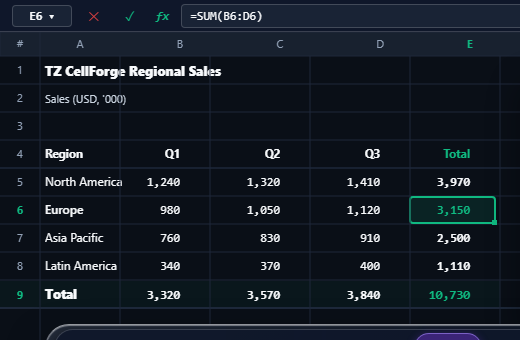 E6 ▾ ✕ ✓ fx =SUM(B6:D6)
# A B C D E
1 TZ CellForge Regional Sales
2 Sales (USD, '000)
3
4 Region Q1 Q2 Q3 Total
5 North America 1,240 1,320 1,410 3,970
6 Europe 980 1,050 1,120 3,150
7 Asia Pacific 760 830 910 2,500
8 Latin America 340 370 400 1,110
9 Total 3,320 3,570 3,840 10,730